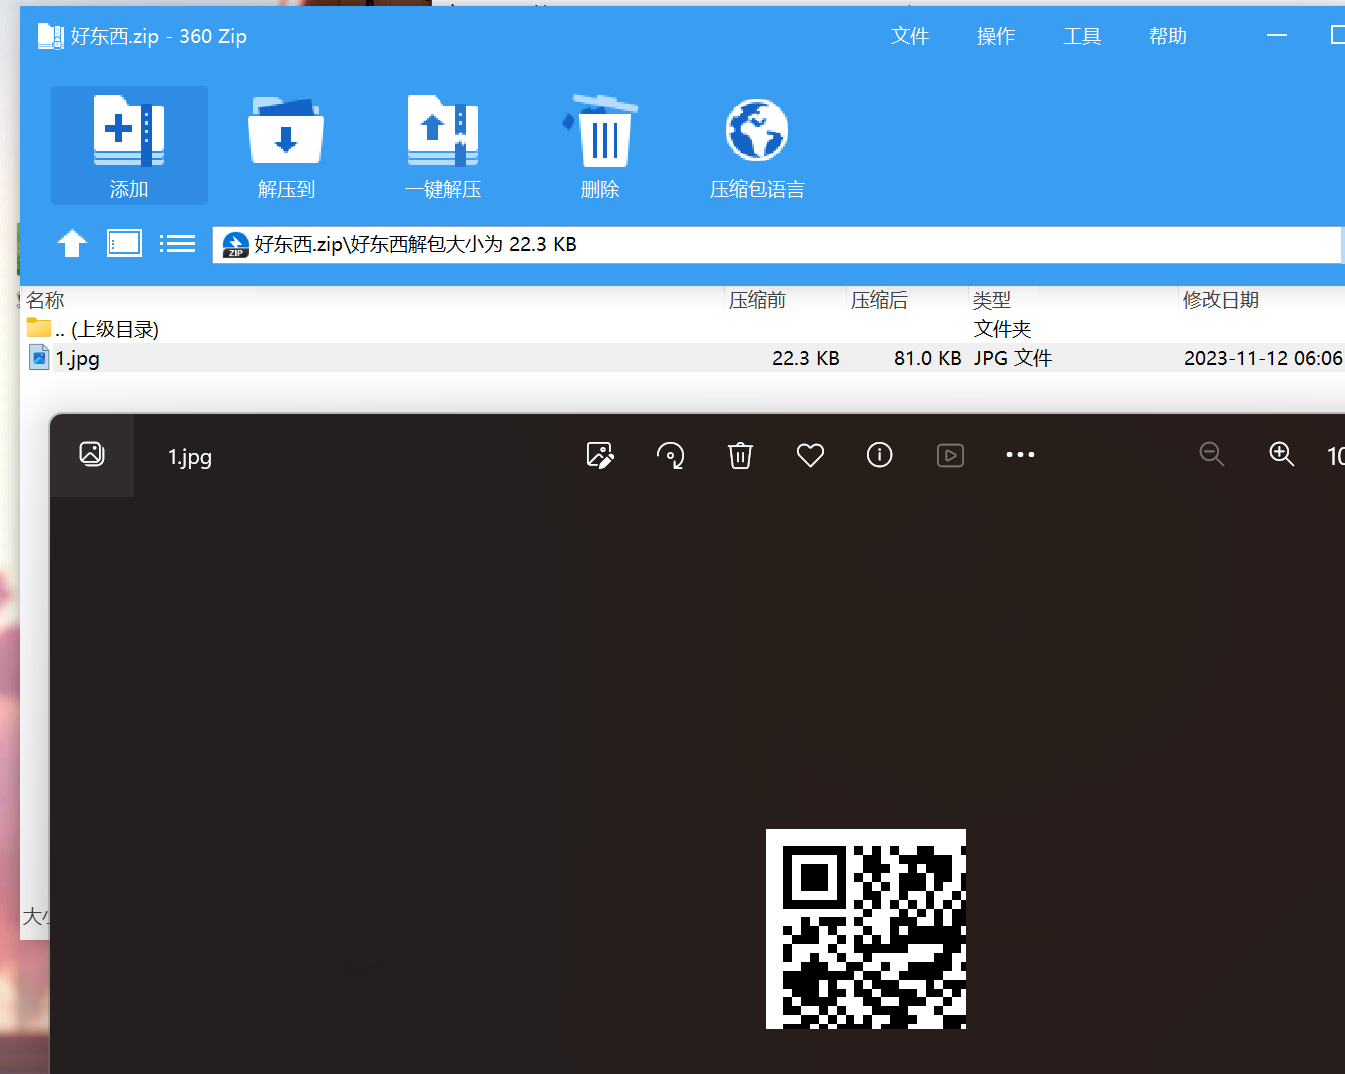 好东西.zip - 360 Zip
文件 操作 工具 帮助
添加 解压到 一键解压 删除 压缩包语言
好东西.zip\好东西解包大小为 22.3 KB
名称 压缩前 压缩后 类型 修改日期
.. (上级目录) 文件夹
1.jpg 22.3 KB 81.0 KB JPG 文件 2023-11-12 06:06
1.jpg 10
大小